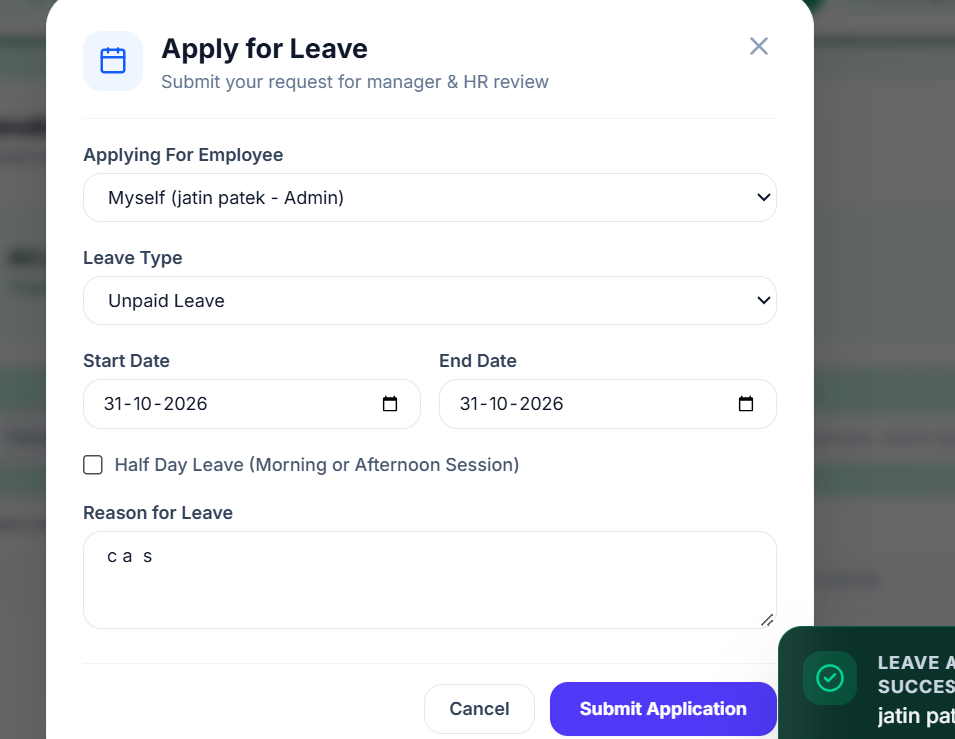 Apply for Leave
Submit your request for manager & HR review
Applying For Employee
Myself (jatin patek - Admin)
Leave Type
Unpaid Leave
Start Date
End Date
31-10-2026
31-10-2026
Half Day Leave (Morning or Afternoon Session)
Reason for Leave
c a  s
Cancel
Submit Application
LEAVE
jatin